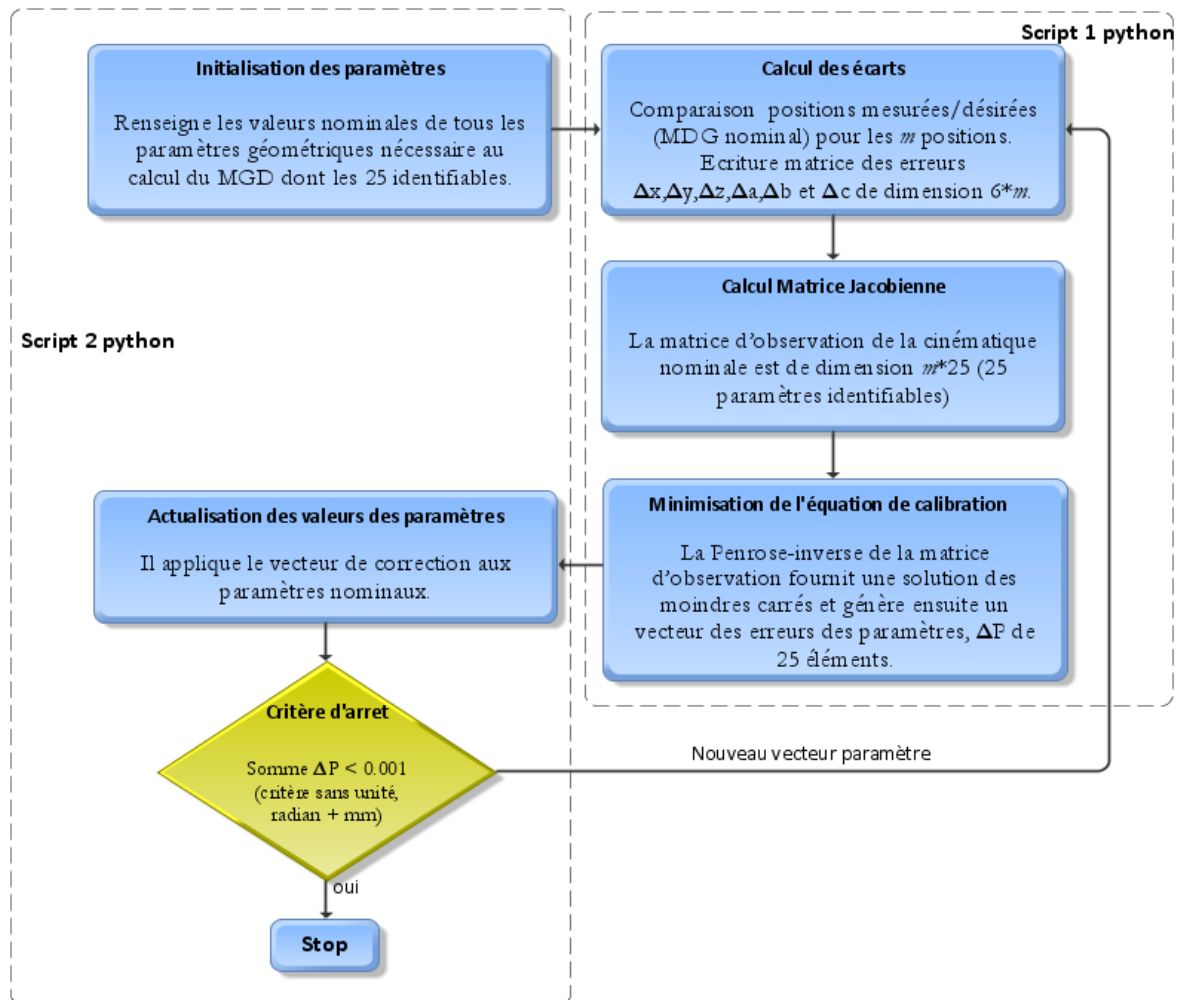 Script 1 python
Initialisation des paramètres
Renseigne les valeurs nominales de tous les
paramètres géométriques nécessaire au
calcul du MGD dont les 25 identifiables.
Calcul des écarts
Comparaison positions mesurées/désirées
(MDG nominal) pour les m positions.
Ecriture matrice des erreurs
Δx,Δy,Δz,Δa,Δb et Δc de dimension 6*m.
Calcul Matrice Jacobienne
La matrice d'observation de la cinématique
nominale est de dimension m*25 (25
paramètres identifiables)
Script 2 python
Minimisation de l'équation de calibration
La Penrose-inverse de la matrice
d'observation fournit une solution des
moindres carrés et génère ensuite un
vecteur des erreurs des paramètres, ΔP de
25 éléments.
Actualisation des valeurs des paramètres
Il applique le vecteur de correction aux
paramètres nominaux.
Critère d'arret
Somme ΔP < 0.001
(critère sans unité,
radian + mm)
Nouveau vecteur paramètre
oui
Stop